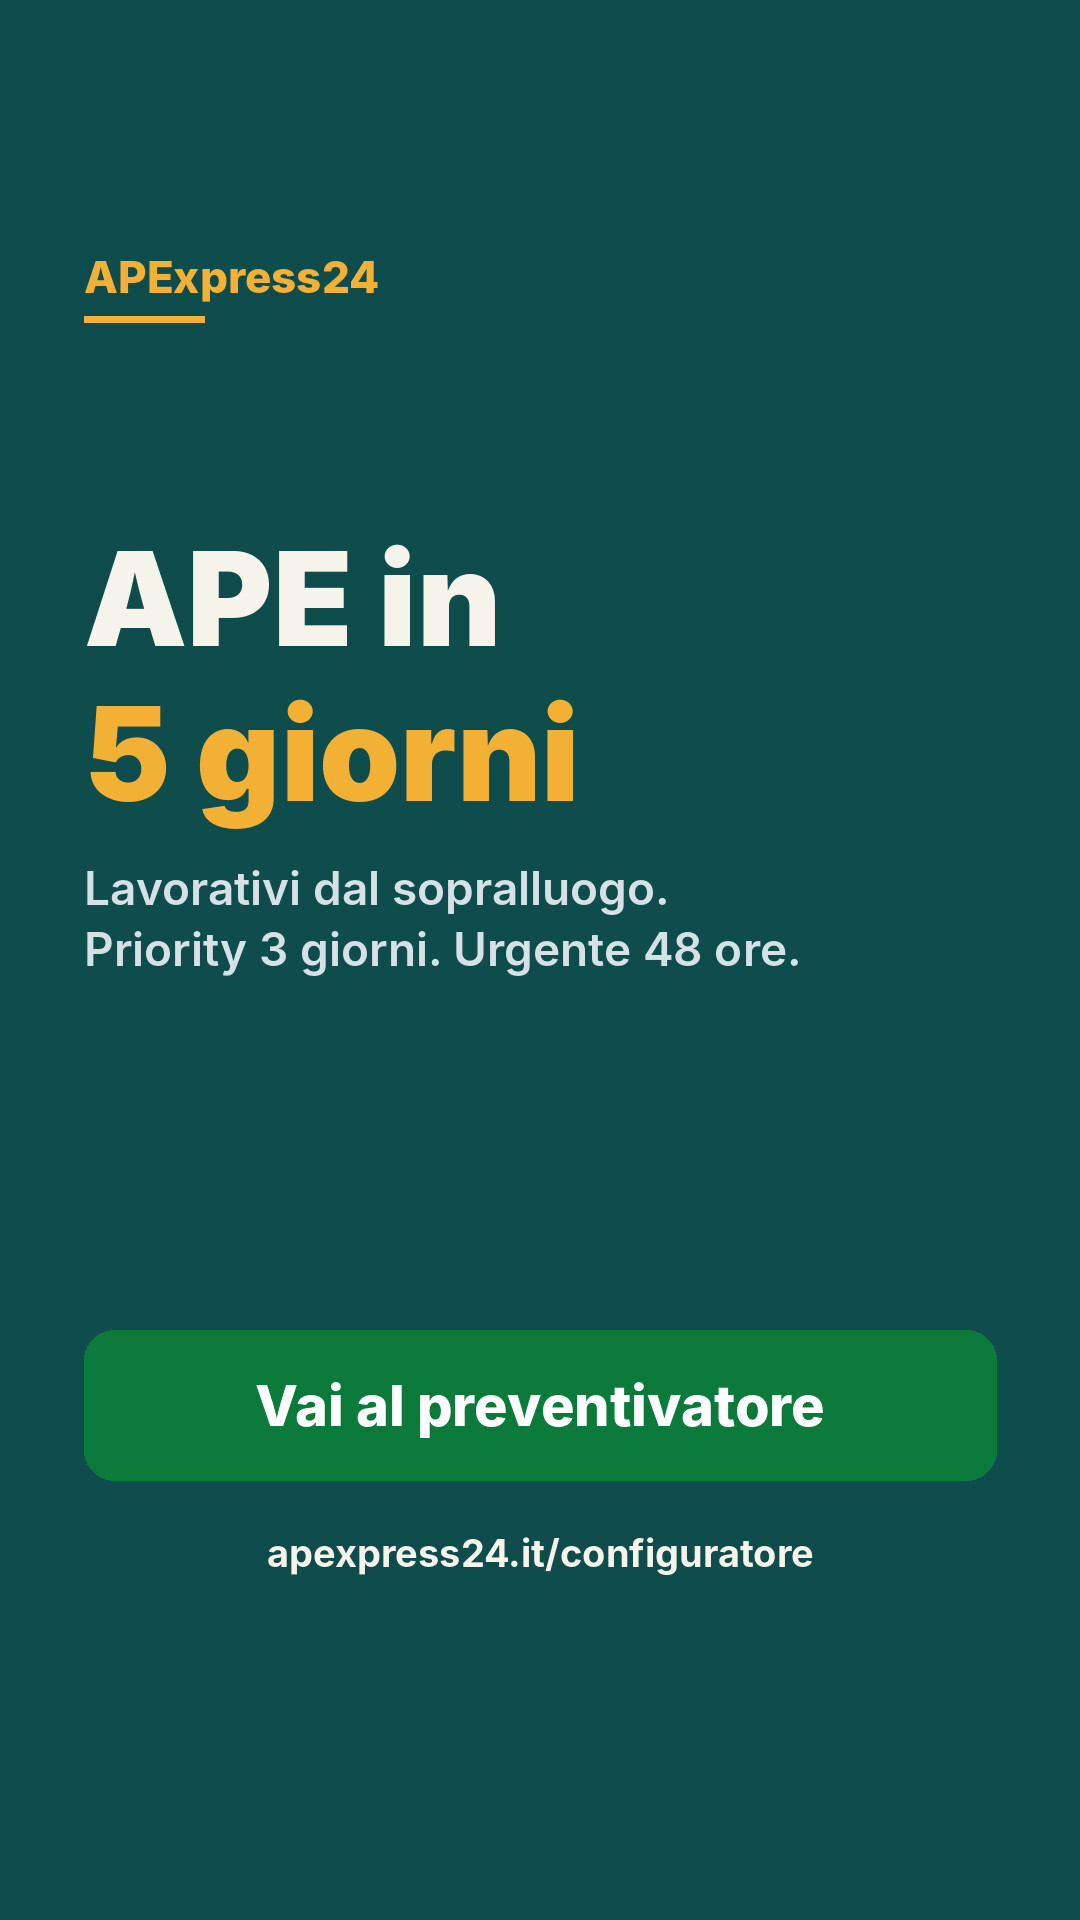 APExpress24
APE in
5 giorni
Lavorativi dal sopralluogo.
Priority 3 giorni. Urgente 48 ore.
Vai al preventivatore
apexpress24.it/configuratore